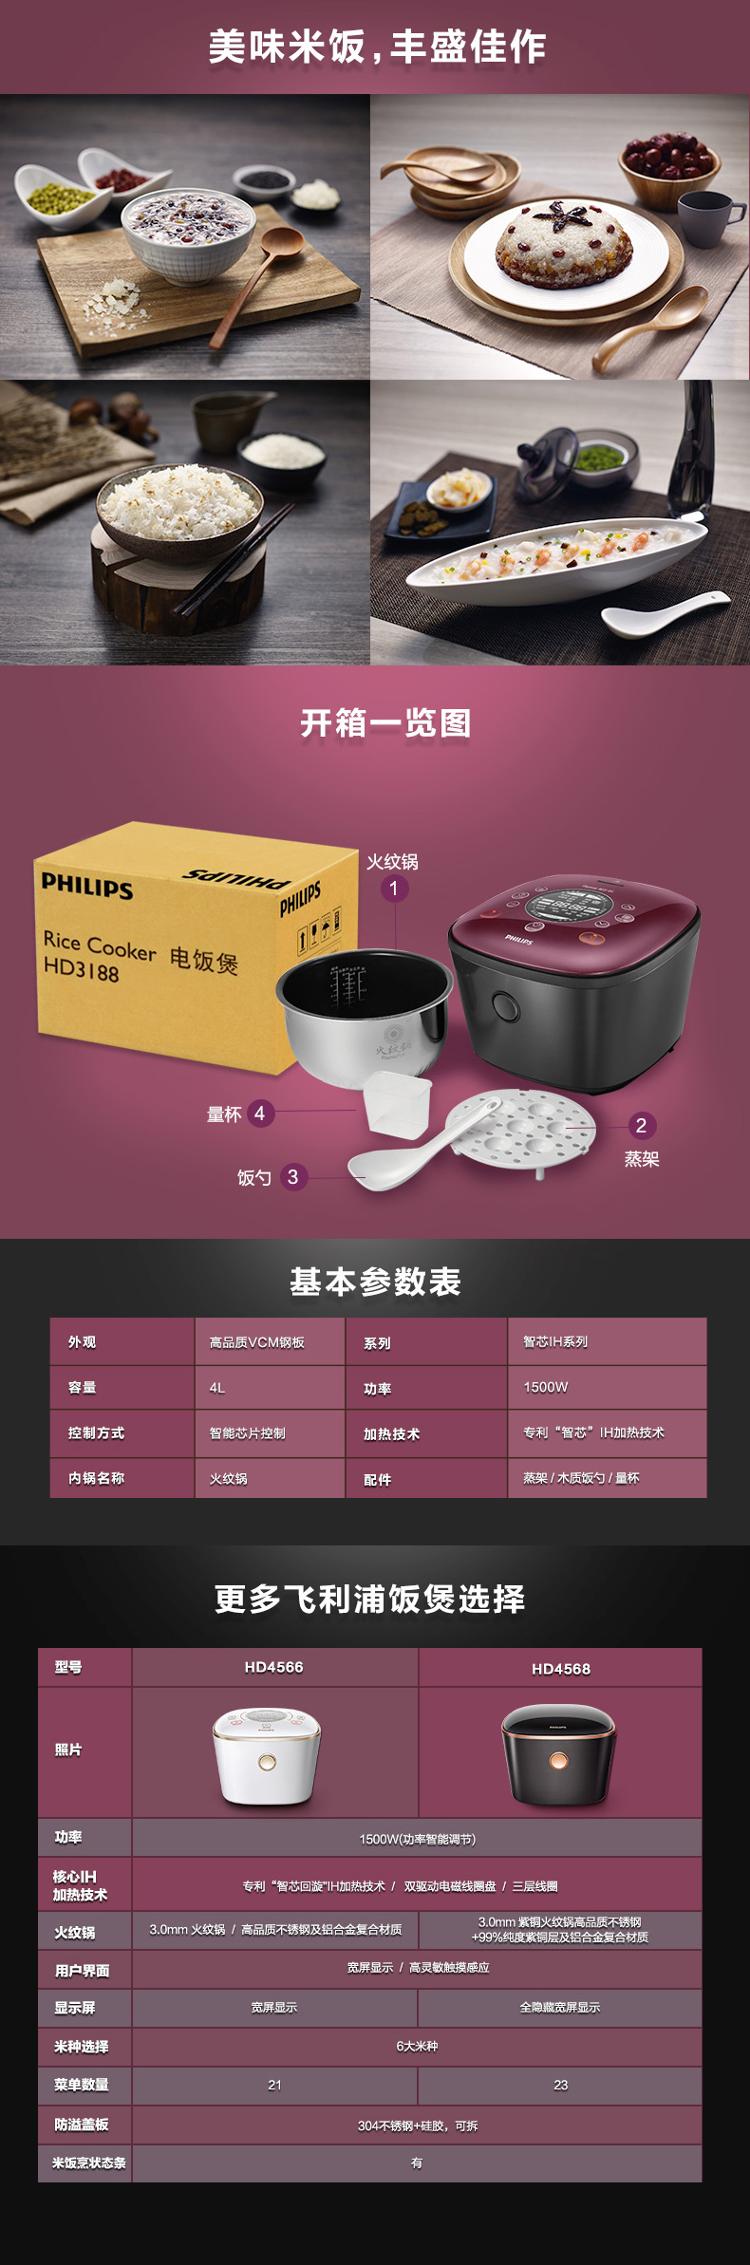 美味米饭，丰盛佳作
开箱一览图
PHILIPS
PHILIPS
PHILIPS
Rice Cooker 电饭煲
HD3188
火纹锅
1
PHILIPS
火纹锅
量杯 4
2
蒸架
饭勺 3
基本参数表
外观 高品质VCM钢板 系列 智芯IH系列
容量 4L 功率 1500W
控制方式 智能芯片控制 加热技术 专利“智芯”IH加热技术
内锅名称 火纹锅 配件 蒸架 / 木质饭勺 / 量杯
更多飞利浦饭煲选择
型号 HD4566 HD4568
照片
PHILIPS
PHILIPS
功率 1500W(功率智能调节)
核心IH
加热技术
专利“智芯回漩”IH加热技术 / 双驱动电磁线圈盘 / 三层线圈
火纹锅 3.0mm 火纹锅 / 高品质不锈钢及铝合金复合材质
3.0mm 紫铜火纹锅高品质不锈钢
+99%纯度紫铜层及铝合金复合材质
用户界面 宽屏显示 / 高灵敏触摸感应
显示屏 宽屏显示 全隐藏宽屏显示
米种选择 6大米种
菜单数量 21 23
防溢盖板 304不锈钢+硅胶，可拆
米饭烹状态条 有